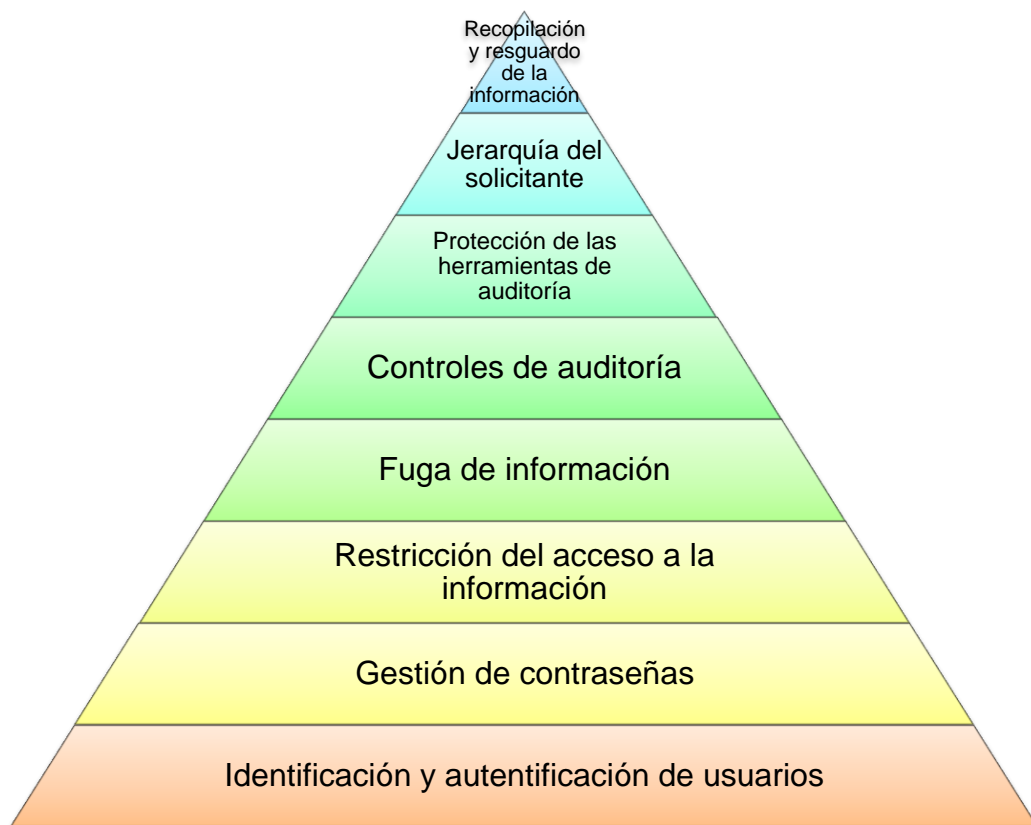 Recopilación
y resguardo
de la
información
Jerarquía del
solicitante
Protección de las
herramientas de
auditoría
Controles de auditoría
Fuga de información
Restricción del acceso a la
información
Gestión de contraseñas
Identificación y autentificación de usuarios